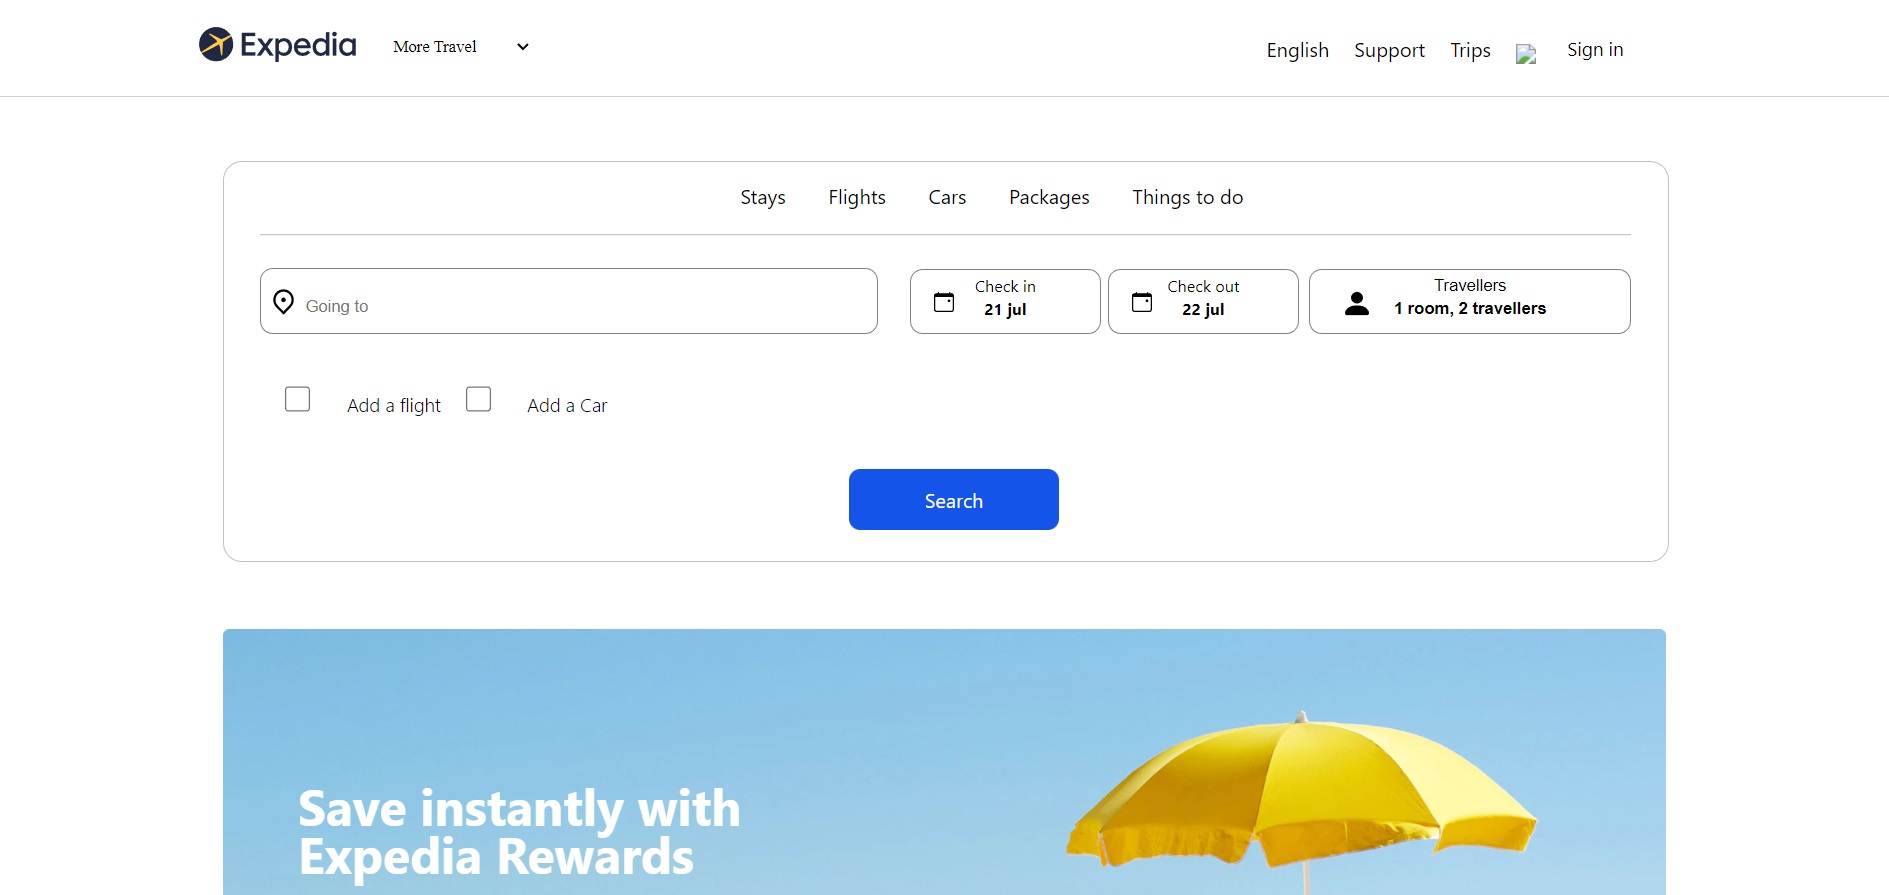 Expedia
More Travel
English Support Trips Sign in
Stays Flights Cars Packages Things to do
Going to
Check in
21 jul
Check out
22 jul
Travellers
1 room, 2 travellers
Add a flight
Add a Car
Search
Save instantly with
Expedia Rewards